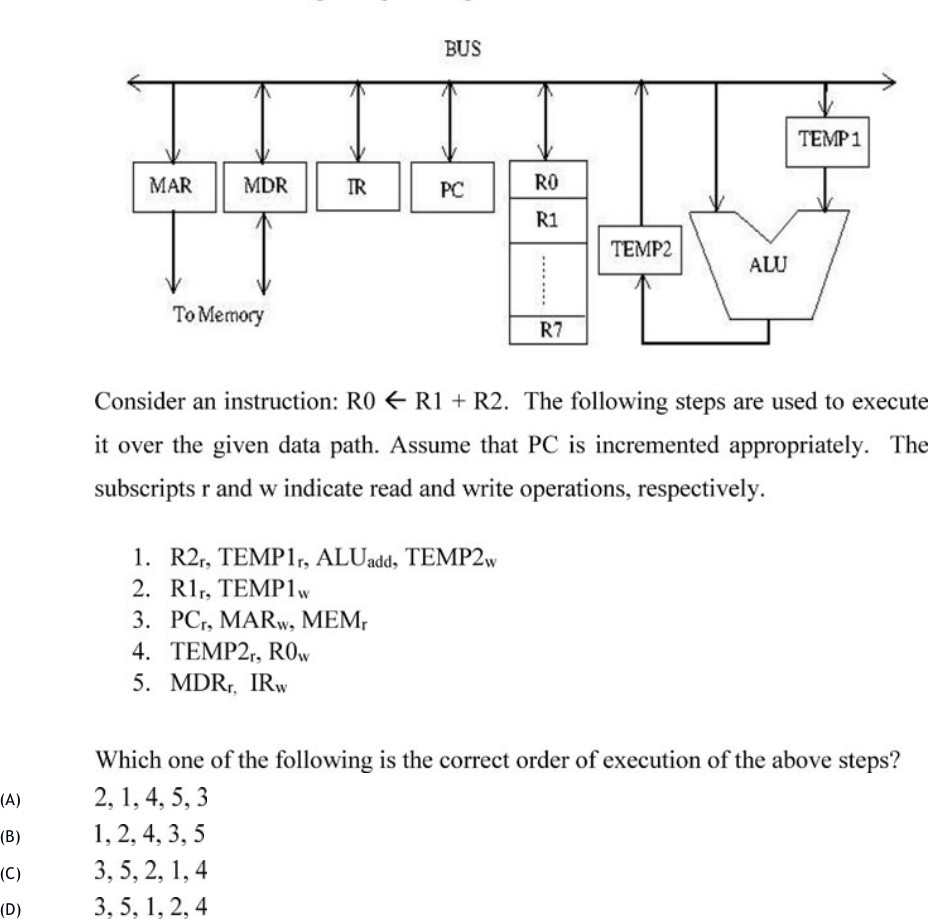 BUS
TEMP1
MAR
MDR
IR
PC
R0
R1
TEMP2
ALU
R7
To Memory
Consider an instruction: R0 ← R1 + R2. The following steps are used to execute
it over the given data path. Assume that PC is incremented appropriately. The
subscripts r and w indicate read and write operations, respectively.
1. R2r, TEMP1r, ALUadd, TEMP2w
2. R1r, TEMP1w
3. PCr, MARw, MEMr
4. TEMP2r, R0w
5. MDRr, IRw
Which one of the following is the correct order of execution of the above steps?
(A) 2, 1, 4, 5, 3
(B) 1, 2, 4, 3, 5
(C) 3, 5, 2, 1, 4
(D) 3, 5, 1, 2, 4